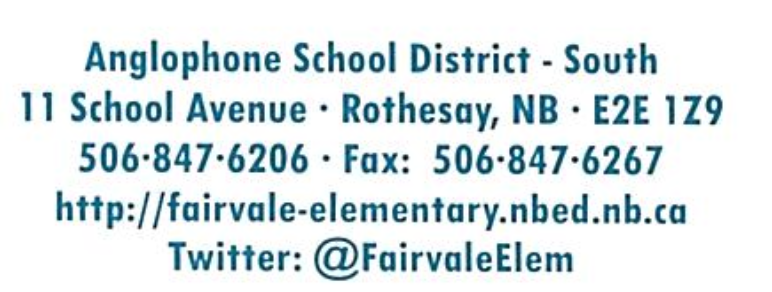 Anglophone School District - South
11 School Avenue · Rothesay, NB · E2E 1Z9
506·847·6206 · Fax: 506·847·6267
http://fairvale-elementary.nbed.nb.ca
Twitter: @FairvaleElem